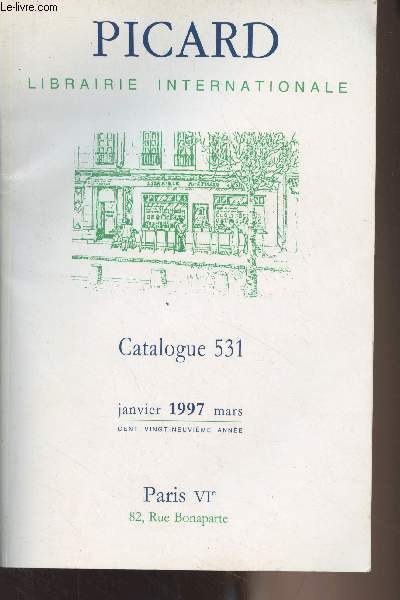 Le-livre.com
PICARD
LIBRAIRIE INTERNATIONALE
LIBRAIRIE
Catalogue 531
janvier 1997 mars
CENT VINGT-NEUVIÈME ANNÉE
Paris VIe
82, Rue Bonaparte